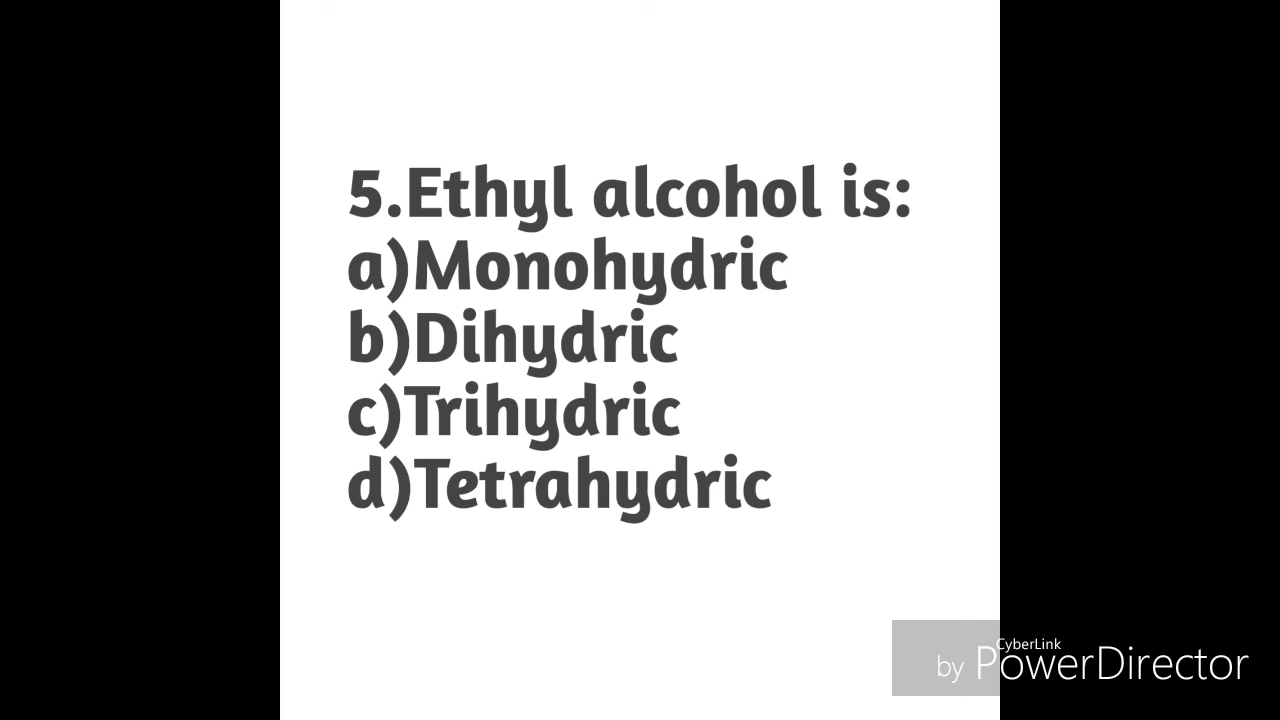 5.Ethyl alcohol is:
a)Monohydric
b)Dihydric
c)Trihydric
d)Tetrahydric
CyberLink
by PowerDirector